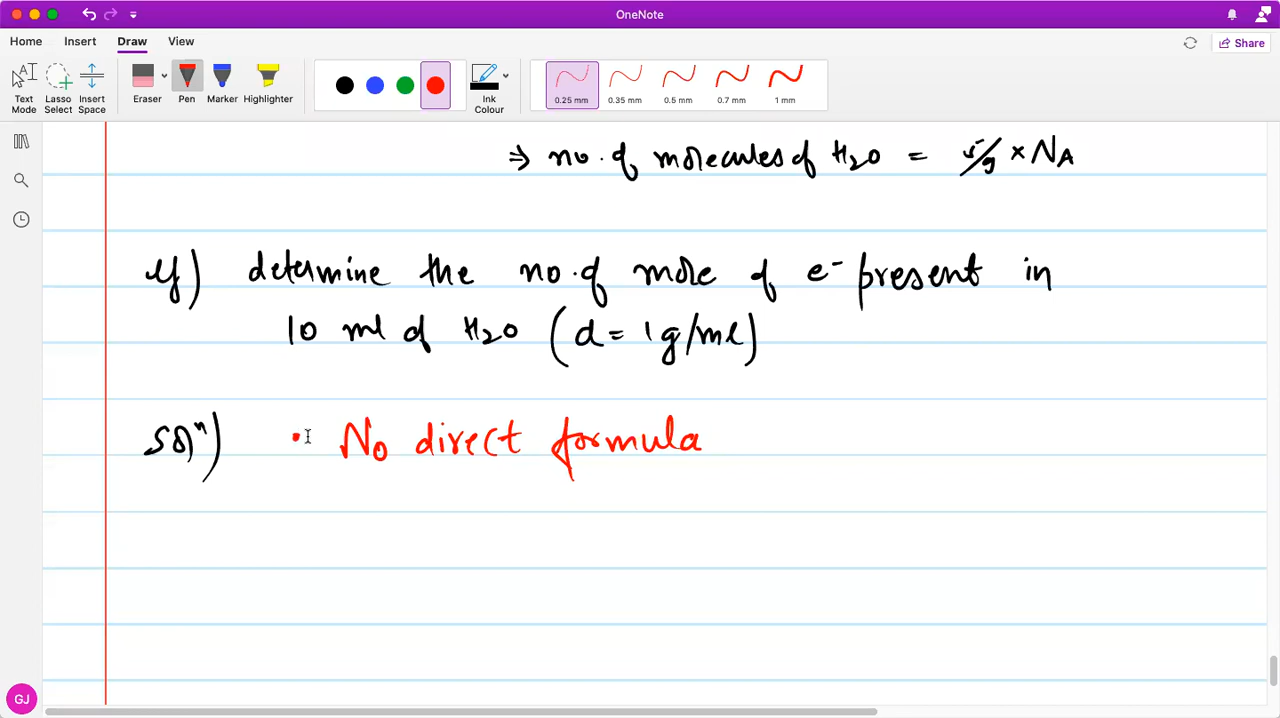 OneNote
Home Insert Draw View
Share
Text Mode
Lasso Select
Insert Space
Eraser
Pen
Marker
Highlighter
Ink Colour
0.25 mm
0.35 mm
0.5 mm
0.7 mm
1 mm
⇒ no. of molecules of H₂O = 5/9 × NA
eg) determine the no. of mole of e⁻ present in
10 ml of H₂O (d = 1g/ml)
solⁿ) • No direct formula
GJ